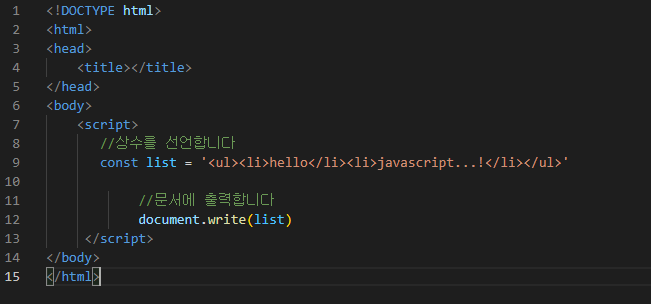 1 <!DOCTYPE html>
2 <html>
3 <head>
4 <title></title>
5 </head>
6 <body>
7 <script>
8 //상수를 선언합니다
9 const list = '<ul><li>hello</li><li>javascript...!</li></ul>'
10
11 //문서에 출력합니다
12 document.write(list)
13 </script>
14 </body>
15 </html>